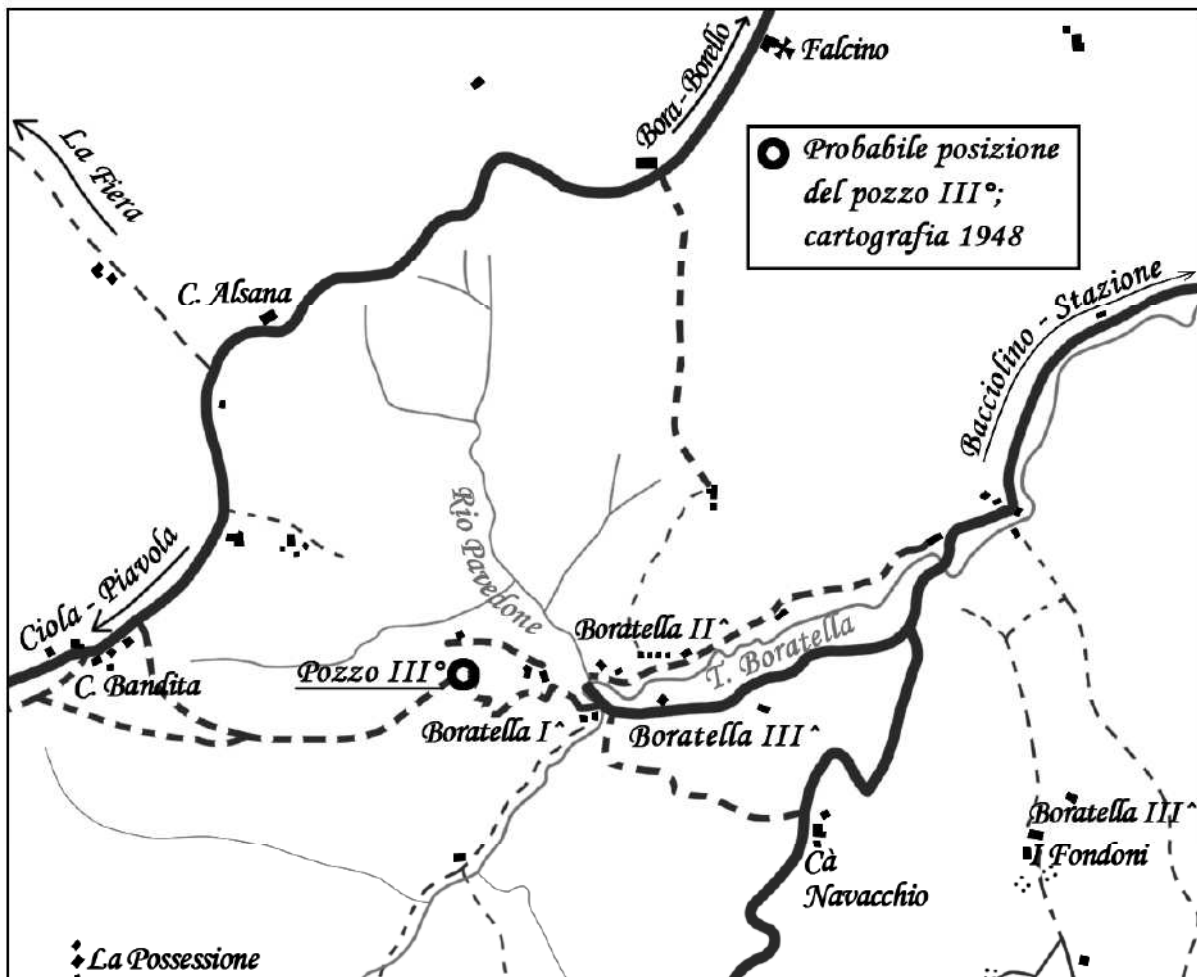 Falcino
Bora - Borello
La Fiera
Probabile posizione
del pozzo III°;
cartografia 1948
C. Alsana
Bacciolino - Stazione
Rio Pavedone
Ciola - Piavola
Boratella II^
T. Boratella
Pozzo III°
C. Bandita
Boratella I^
Boratella III^
Boratella III^
I Fondoni
Cà
Navacchio
La Possessione